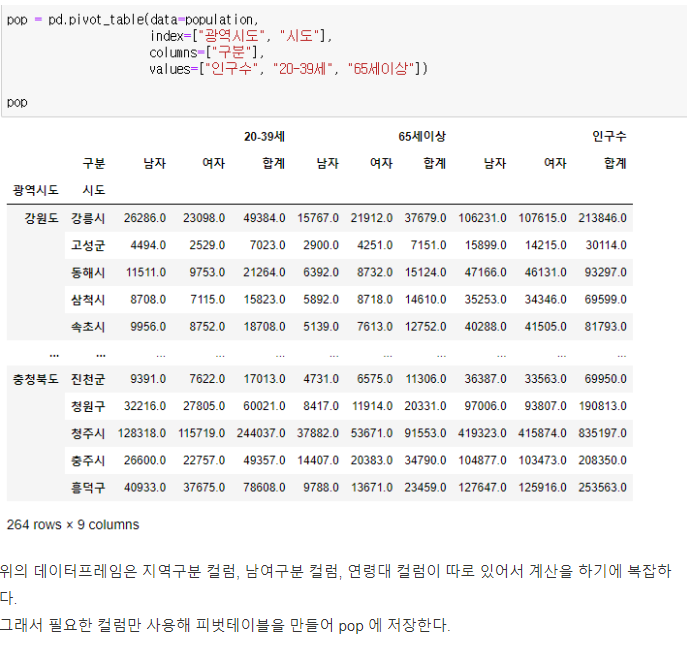 pop = pd.pivot_table(data=population,
index=["광역시도", "시도"],
columns=["구분"],
values=["인구수", "20-39세", "65세이상"])
pop
20-39세 65세이상 인구수
구분 남자 여자 합계 남자 여자 합계 남자 여자 합계
광역시도 시도
강원도 강릉시 26286.0 23098.0 49384.0 15767.0 21912.0 37679.0 106231.0 107615.0 213846.0
고성군 4494.0 2529.0 7023.0 2900.0 4251.0 7151.0 15899.0 14215.0 30114.0
동해시 11511.0 9753.0 21264.0 6392.0 8732.0 15124.0 47166.0 46131.0 93297.0
삼척시 8708.0 7115.0 15823.0 5892.0 8718.0 14610.0 35253.0 34346.0 69599.0
속초시 9956.0 8752.0 18708.0 5139.0 7613.0 12752.0 40288.0 41505.0 81793.0
... ... ... ... ... ... ... ... ... ... ...
충청북도 진천군 9391.0 7622.0 17013.0 4731.0 6575.0 11306.0 36387.0 33563.0 69950.0
청원구 32216.0 27805.0 60021.0 8417.0 11914.0 20331.0 97006.0 93807.0 190813.0
청주시 128318.0 115719.0 244037.0 37882.0 53671.0 91553.0 419323.0 415874.0 835197.0
충주시 26600.0 22757.0 49357.0 14407.0 20383.0 34790.0 104877.0 103473.0 208350.0
흥덕구 40933.0 37675.0 78608.0 9788.0 13671.0 23459.0 127647.0 125916.0 253563.0
264 rows × 9 columns
위의 데이터프레임은 지역구분 컬럼, 남여구분 컬럼, 연령대 컬럼이 따로 있어서 계산을 하기에 복잡하
다.
그래서 필요한 컬럼만 사용해 피벗테이블을 만들어 pop 에 저장한다.